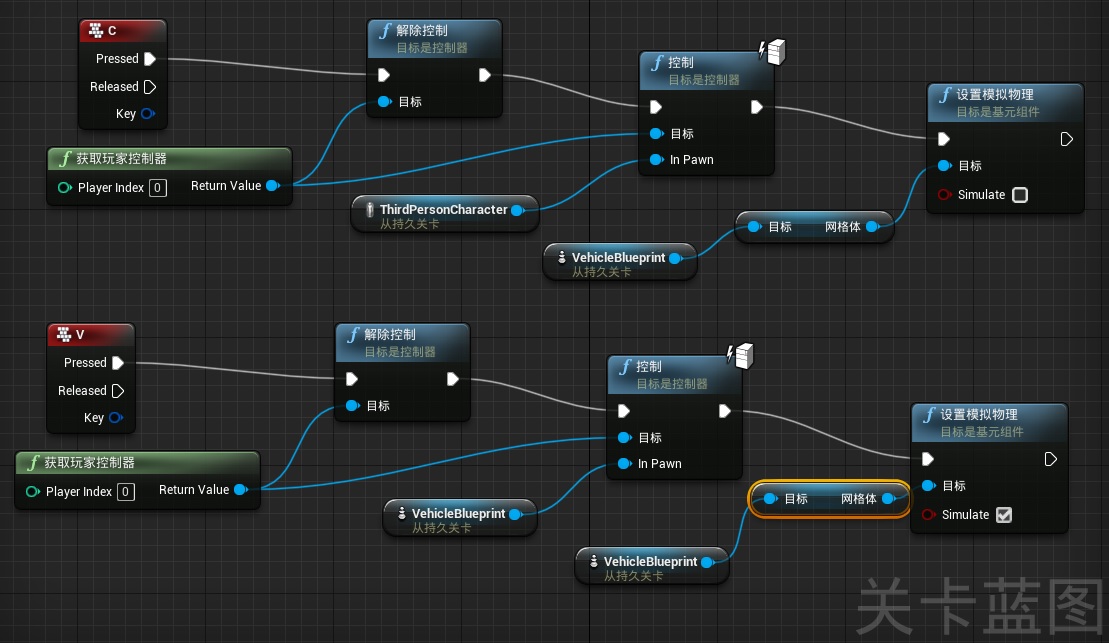 C
Pressed
Released
Key
解除控制
目标是控制器
目标
控制
目标是控制器
目标
In Pawn
设置模拟物理
目标是基元组件
目标
Simulate
获取玩家控制器
Player Index 0 Return Value
ThirdPersonCharacter
从持久关卡
目标 网格体
VehicleBlueprint
从持久关卡
V
Pressed
Released
Key
解除控制
目标是控制器
目标
控制
目标是控制器
目标
In Pawn
设置模拟物理
目标是基元组件
目标
Simulate
获取玩家控制器
Player Index 0 Return Value
VehicleBlueprint
从持久关卡
目标 网格体
VehicleBlueprint
从持久关卡
关卡蓝图